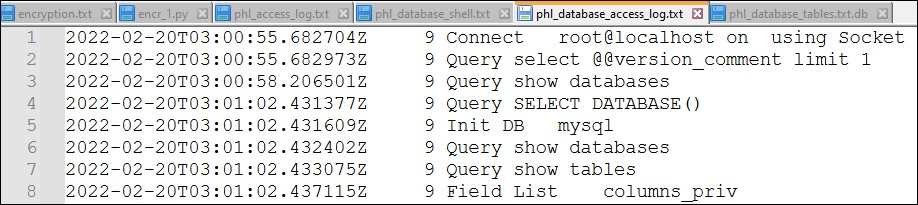 encryption.txt encr_1.py phl_access_log.txt phl_database_shell.txt phl_database_access_log.txt phl_database_tables.txt.db
1 2022-02-20T03:00:55.682704Z 9 Connect root@localhost on using Socket
2 2022-02-20T03:00:55.682973Z 9 Query select @@version_comment limit 1
3 2022-02-20T03:00:58.206501Z 9 Query show databases
4 2022-02-20T03:01:02.431377Z 9 Query SELECT DATABASE()
5 2022-02-20T03:01:02.431609Z 9 Init DB mysql
6 2022-02-20T03:01:02.432402Z 9 Query show databases
7 2022-02-20T03:01:02.433075Z 9 Query show tables
8 2022-02-20T03:01:02.437115Z 9 Field List columns_priv